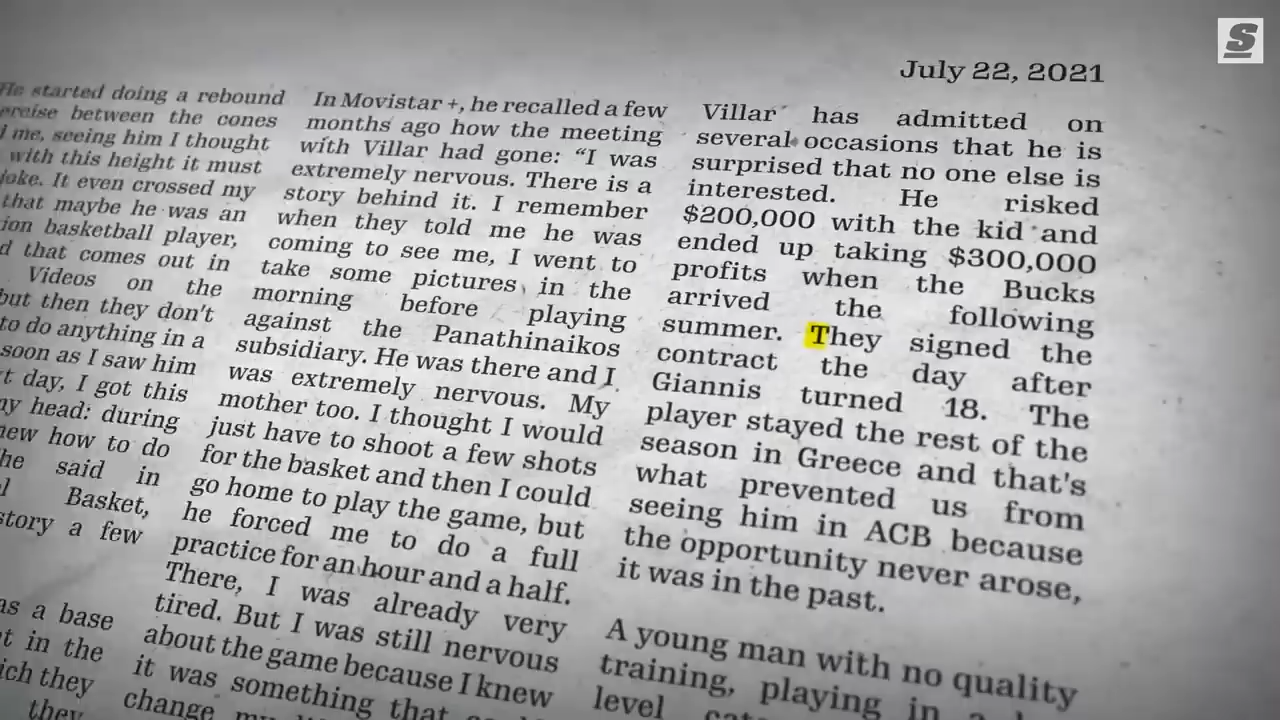 July 22, 2021
He started doing a rebound
between the cones
me, seeing him I thought
with this height it must
joke. It even crossed my
that maybe he was an
basketball player,
that comes out in
Videos on the
but then they don't
to do anything in a
soon as I saw him
day, I got this
head: during
how to do
he said in
Basket,
story a few
as a base
in the
they
they
In Movistar +, he recalled a few
months ago how the meeting
with Villar had gone: “I was
extremely nervous. There is a
story behind it. I remember
when they told me he was
coming to see me, I went to
take some pictures in the
morning before playing
against the Panathinaikos
subsidiary. He was there and I
was extremely nervous. My
mother too. I thought I would
just have to shoot a few shots
for the basket and then I could
go home to play the game, but
he forced me to do a full
practice for an hour and a half.
There, I was already very
tired. But I was still nervous
about the game because I knew
it was something that
change
Villar has admitted on
several occasions that he is
surprised that no one else is
interested. He risked
$200,000 with the kid and
ended up taking $300,000
profits when the Bucks
arrived the following
summer. They signed the
contract the day after
Giannis turned 18. The
player stayed the rest of the
season in Greece and that's
what prevented us from
seeing him in ACB because
the opportunity never arose,
it was in the past.
A young man with no quality
training, playing in a
level
S